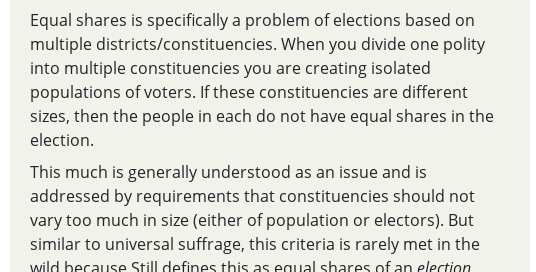 Equal shares is specifically a problem of elections based on
multiple districts/constituencies. When you divide one polity
into multiple constituencies you are creating isolated
populations of voters. If these constituencies are different
sizes, then the people in each do not have equal shares in the
election.
This much is generally understood as an issue and is
addressed by requirements that constituencies should not
vary too much in size (either of population or electors). But
similar to universal suffrage, this criteria is rarely met in the
wild because Still defines this as equal shares of an election